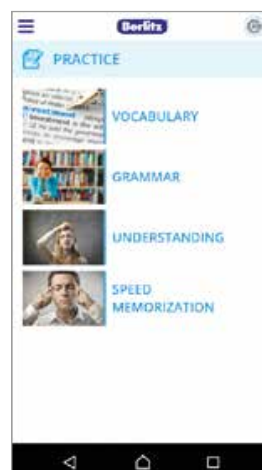 Berlitz
PRACTICE
VOCABULARY
GRAMMAR
UNDERSTANDING
SPEED
MEMORIZATION